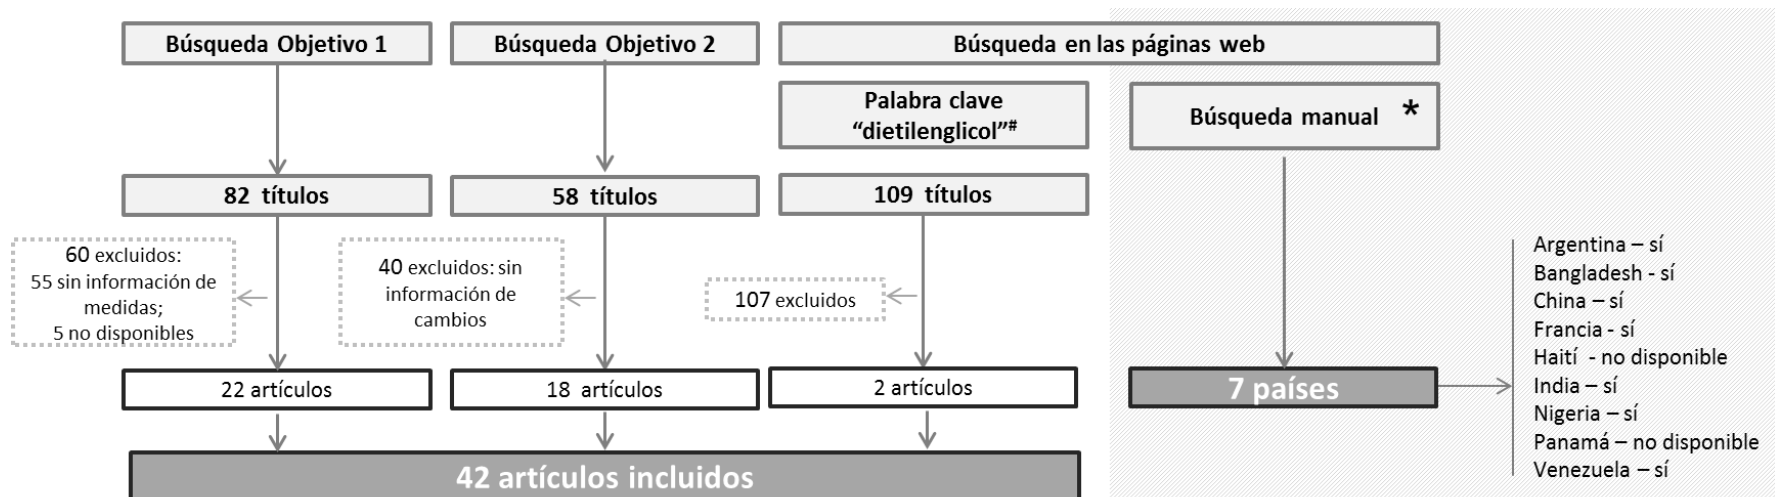 Búsqueda Objetivo 1
Búsqueda Objetivo 2
Búsqueda en las páginas web
Palabra clave
“dietilenglicol”#
Búsqueda manual *
82 títulos
58 títulos
109 títulos
60 excluidos:
55 sin información de
medidas;
5 no disponibles
40 excluidos: sin
información de
cambios
107 excluidos
22 artículos
18 artículos
2 artículos
7 países
Argentina – sí
Bangladesh - sí
China – sí
Francia - sí
Haití - no disponible
India – sí
Nigeria – sí
Panamá – no disponible
Venezuela – sí
42 artículos incluidos